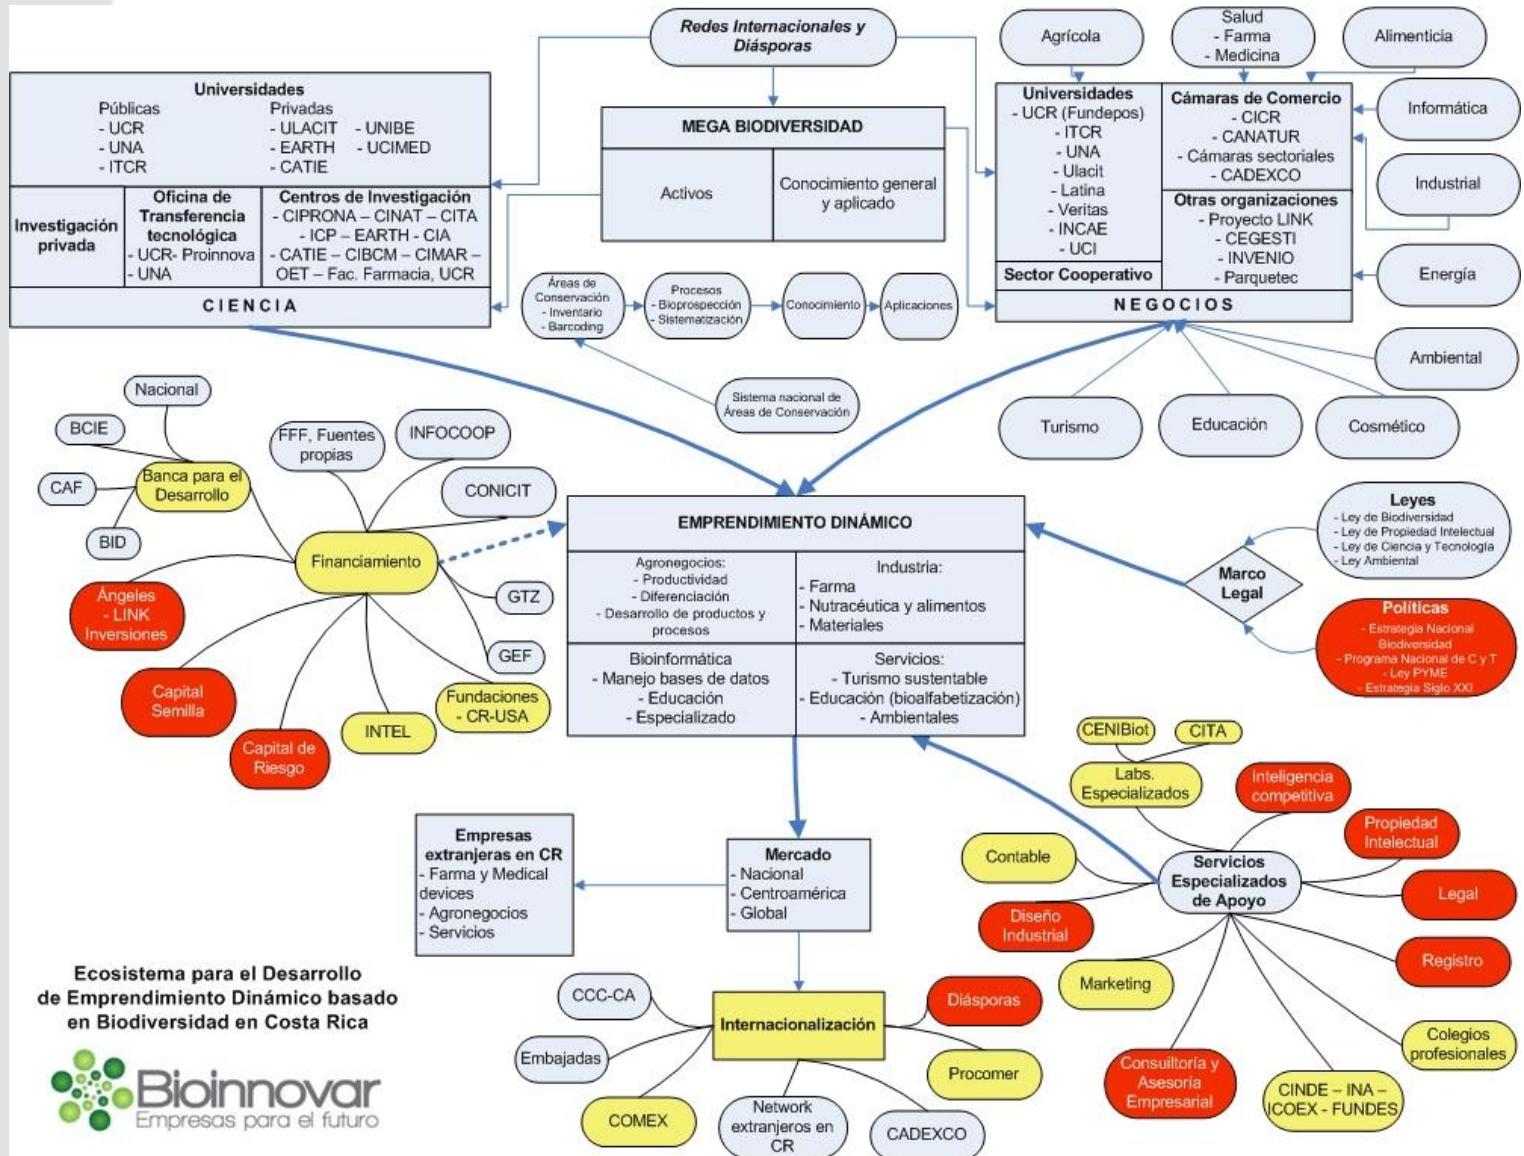 Redes Internacionales y
Diásporas
Agrícola
Salud
- Farma
- Medicina
Alimenticia
Universidades
Públicas
- UCR
- UNA
- ITCR
Privadas
- ULACIT - UNIBE
- EARTH - UCIMED
- CATIE
Investigación
privada
Oficina de
Transferencia
tecnológica
- UCR- Proinnova
- UNA
Centros de Investigación
- CIPRONA – CINAT – CITA
- ICP – EARTH - CIA
- CATIE – CIBCM – CIMAR –
OET – Fac. Farmacia, UCR
CIENCIA
MEGA BIODIVERSIDAD
Activos
Conocimiento general
y aplicado
Universidades
- UCR (Fundepos)
- ITCR
- UNA
- Ulacit
- Latina
- Veritas
- INCAE
- UCI
Sector Cooperativo
Cámaras de Comercio
- CICR
- CANATUR
- Cámaras sectoriales
- CADEXCO
Otras organizaciones
- Proyecto LINK
- CEGESTI
- INVENIO
- Parquetec
NEGOCIOS
Informática
Industrial
Energía
Ambiental
Turismo
Educación
Cosmético
Áreas de
Conservación
- Inventario
- Barcoding
Procesos
- Bioprospección
- Sistematización
Conocimiento
Aplicaciones
Sistema nacional de
Áreas de Conservación
Nacional
BCIE
CAF
BID
Banca para el
Desarrollo
FFF, Fuentes
propias
INFOCOOP
CONICIT
Financiamiento
GTZ
GEF
Ángeles
- LINK
Inversiones
Capital
Semilla
Capital de
Riesgo
INTEL
Fundaciones
- CR-USA
EMPRENDIMIENTO DINÁMICO
Agronegocios:
- Productividad
- Diferenciación
- Desarrollo de productos y
procesos
Industria:
- Farma
- Nutracéutica y alimentos
- Materiales
Bioinformática
- Manejo bases de datos
- Educación
- Especializado
Servicios:
- Turismo sustentable
- Educación (bioalfabetización)
- Ambientales
Marco
Legal
Leyes
- Ley de Biodiversidad
- Ley de Propiedad Intelectual
- Ley de Ciencia y Tecnología
- Ley Ambiental
Políticas
- Estrategia Nacional
Biodiversidad
- Programa Nacional de C y T
- Ley PYME
- Estrategia Siglo XXI
CENIBiot
CITA
Labs.
Especializados
Inteligencia
competitiva
Propiedad
Intelectual
Contable
Servicios
Especializados
de Apoyo
Legal
Diseño
Industrial
Registro
Marketing
Colegios
profesionales
Consuiltoría y
Asesoría
Empresarial
CINDE – INA –
ICOEX - FUNDES
Empresas
extranjeras en CR
- Farma y Medical
devices
- Agronegocios
- Servicios
Mercado
- Nacional
- Centroamérica
- Global
CCC-CA
Embajadas
COMEX
Internacionalización
Diásporas
Procomer
Network
extranjeros en
CR
CADEXCO
Ecosistema para el Desarrollo
de Emprendimiento Dinámico basado
en Biodiversidad en Costa Rica
Bioinnovar
Empresas para el futuro